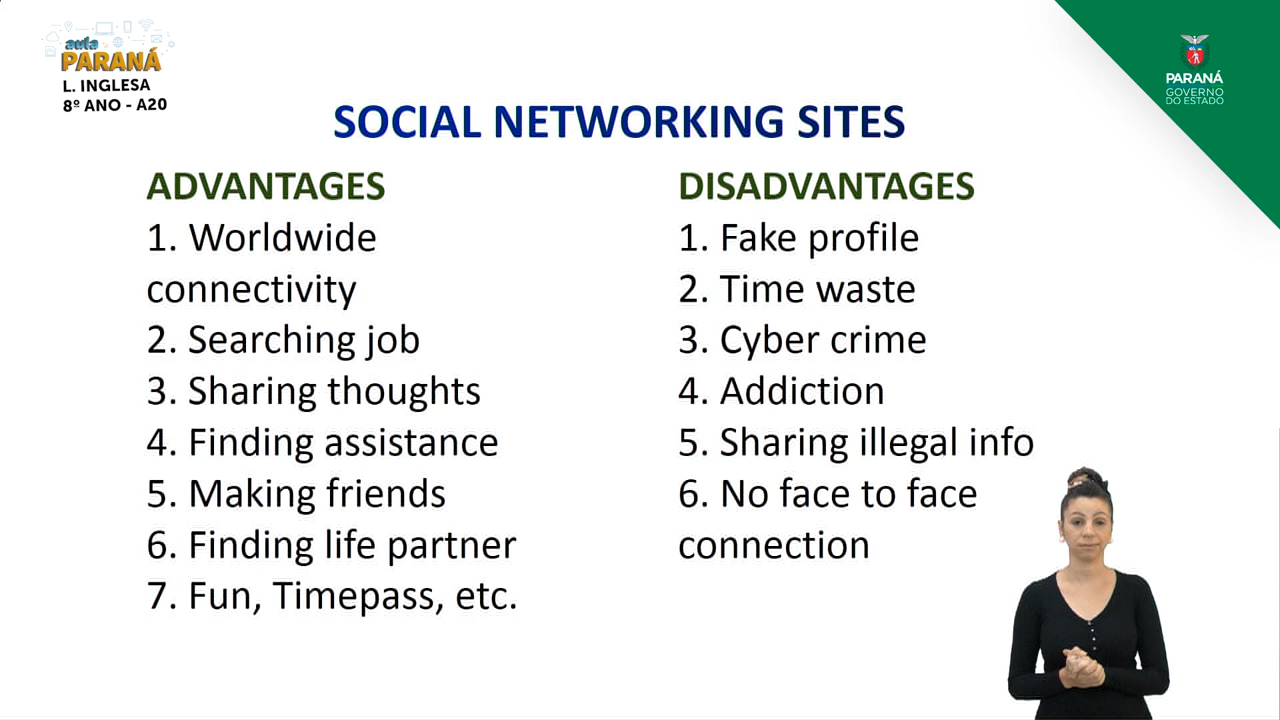 aula
PARANÁ
L. INGLESA
8º ANO - A20
PARANÁ
GOVERNO
DO ESTADO
SOCIAL NETWORKING SITES
ADVANTAGES
1. Worldwide
connectivity
2. Searching job
3. Sharing thoughts
4. Finding assistance
5. Making friends
6. Finding life partner
7. Fun, Timepass, etc.
DISADVANTAGES
1. Fake profile
2. Time waste
3. Cyber crime
4. Addiction
5. Sharing illegal info
6. No face to face
connection